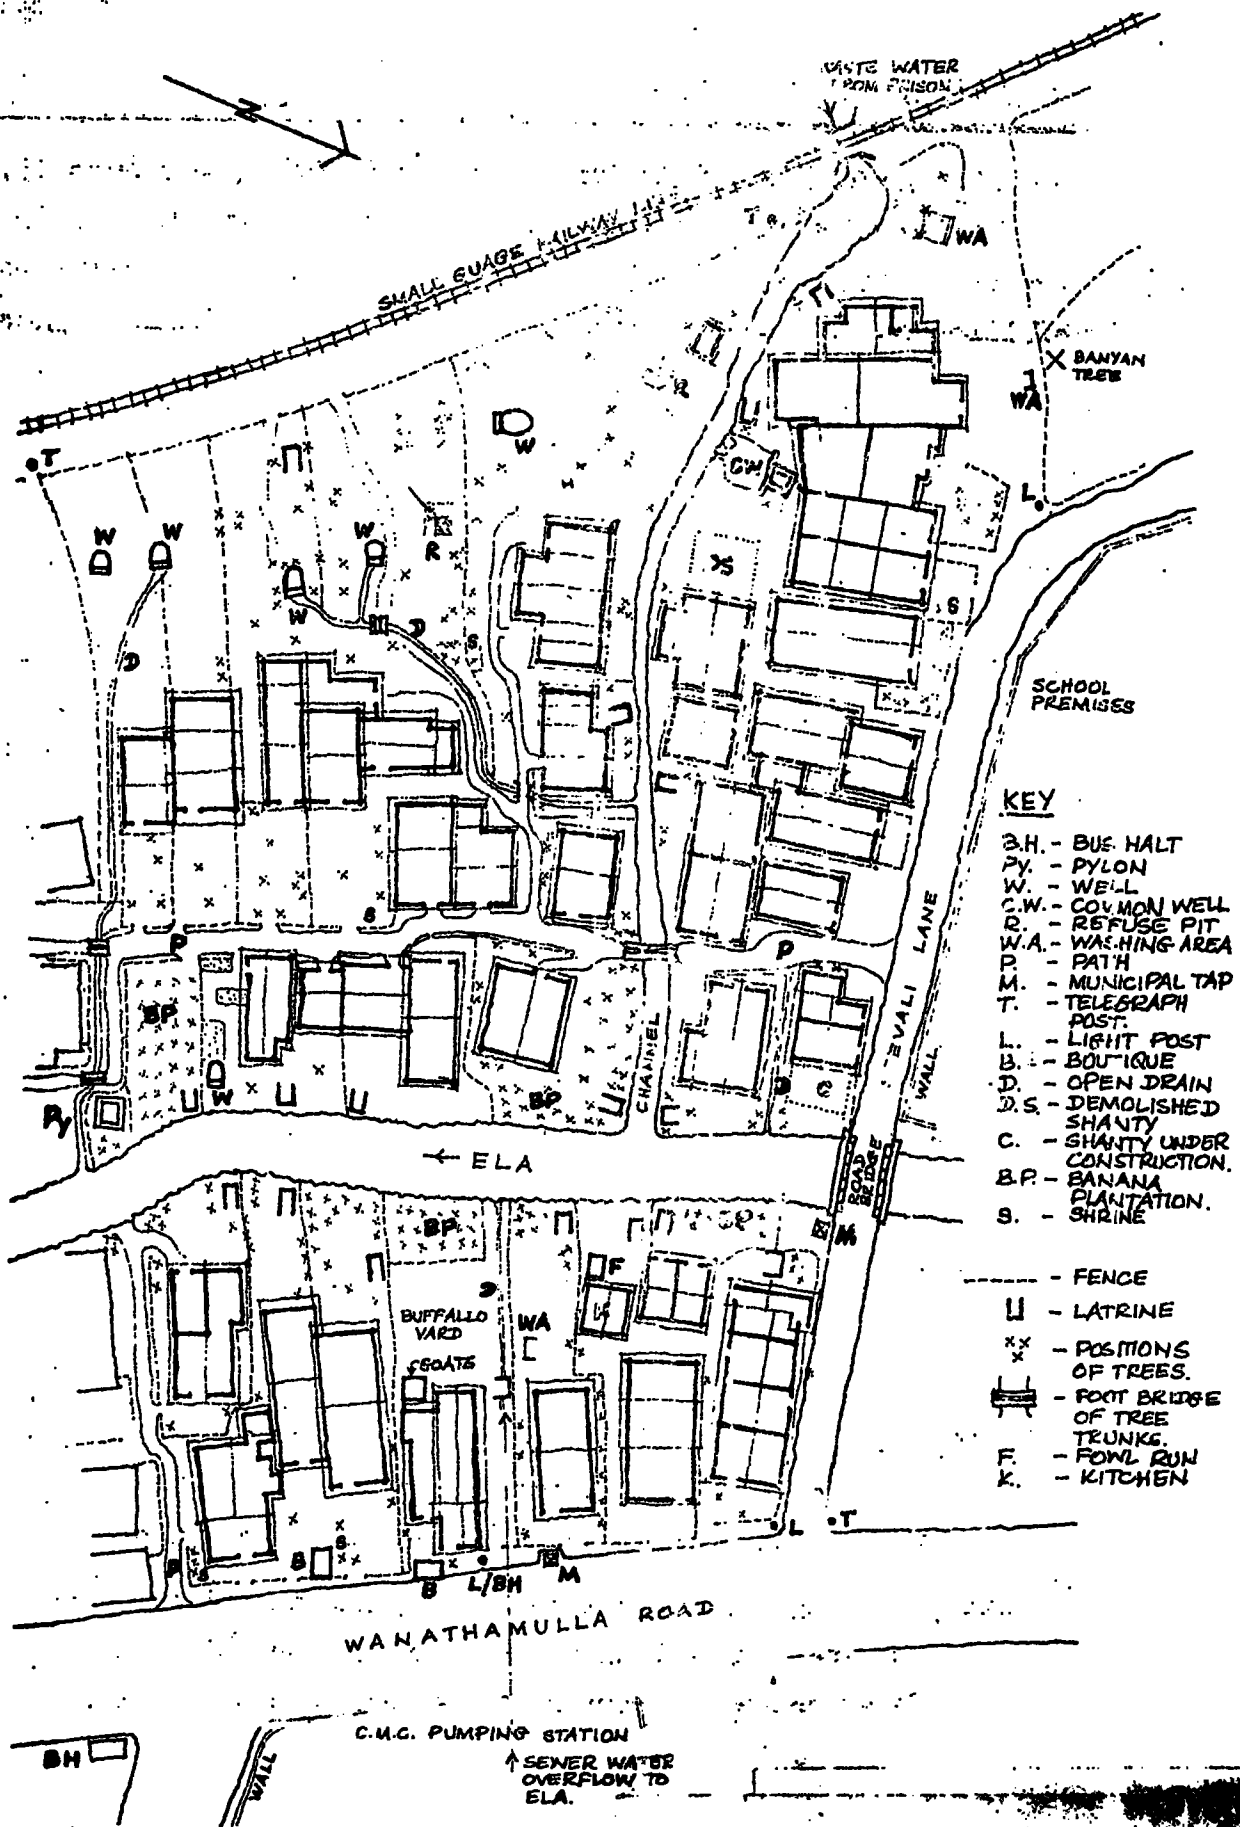 WATER
N
SMALL GUAGE RAILWAY
T
WA
BANYAN
TREE
WA
T
W
L
CW
W
W
W
R
W
D
S
S
D
SCHOOL
PREMISES
S
P
P
BP
W
BP
Py
CHANNEL
D
C
EVALI LANE
WALL
← ELA
ROAD
BRIDGE
M
BP
F
D
BUFFALLO
YARD
WA
GOATS
L
T
P
S
B
S
B
L/BH
M
WANATHAMULLA ROAD
C.M.C. PUMPING STATION
↑ SEWER WATER
OVERFLOW TO
ELA.
BH
WALL
KEY
B.H. - BUS HALT
Py. - PYLON
W. - WELL
C.W. - COMMON WELL
R. - REFUSE PIT
W.A. - WASHING AREA
P. - PATH
M. - MUNICIPAL TAP
T. - TELEGRAPH
POST.
L. - LIGHT POST
B. - BOUTIQUE
D. - OPEN DRAIN
D.S. - DEMOLISHED
SHANTY
C. - SHANTY UNDER
CONSTRUCTION.
B.P. - BANANA
PLANTATION.
S. - SHRINE
- FENCE
- LATRINE
- POSITIONS
OF TREES.
- FOOT BRIDGE
OF TREE
TRUNKS.
F. - FOWL RUN
K. - KITCHEN